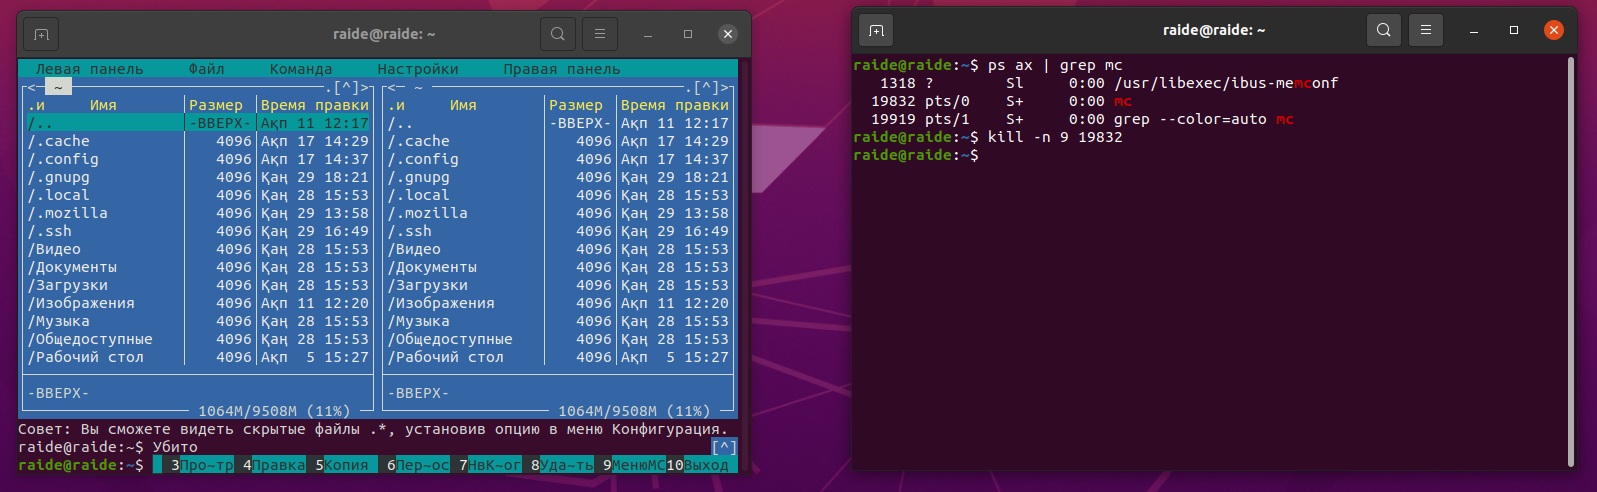 raide@raide: ~
Левая панель Файл Команда Настройки Правая панель
<─ ~ .[^]> <─ ~ .[^]>
.и Имя Размер Время правки .и Имя Размер Время правки
/.. -ВВЕРХ- Ақп 11 12:17 /.. -ВВЕРХ- Ақп 11 12:17
/.cache 4096 Ақп 17 14:29 /.cache 4096 Ақп 17 14:29
/.config 4096 Ақп 17 14:37 /.config 4096 Ақп 17 14:37
/.gnupg 4096 Қаң 29 18:21 /.gnupg 4096 Қаң 29 18:21
/.local 4096 Қаң 28 15:53 /.local 4096 Қаң 28 15:53
/.mozilla 4096 Қаң 29 13:58 /.mozilla 4096 Қаң 29 13:58
/.ssh 4096 Қаң 29 16:49 /.ssh 4096 Қаң 29 16:49
/Видео 4096 Қаң 28 15:53 /Видео 4096 Қаң 28 15:53
/Документы 4096 Қаң 28 15:53 /Документы 4096 Қаң 28 15:53
/Загрузки 4096 Қаң 28 15:53 /Загрузки 4096 Қаң 28 15:53
/Изображения 4096 Ақп 11 12:20 /Изображения 4096 Ақп 11 12:20
/Музыка 4096 Қаң 28 15:53 /Музыка 4096 Қаң 28 15:53
/Общедоступные 4096 Қаң 28 15:53 /Общедоступные 4096 Қаң 28 15:53
/Рабочий стол 4096 Ақп 5 15:27 /Рабочий стол 4096 Ақп 5 15:27
-ВВЕРХ- -ВВЕРХ-
1064M/9508M (11%) 1064M/9508M (11%)
Совет: Вы сможете видеть скрытые файлы .*, установив опцию в меню Конфигурация.
raide@raide:~$ Убито [^]
raide@raide:~$ 3Про~тр 4Правка 5Копия 6Пер~ос 7НвК~ог 8Уда~ть 9МенюMC10Выход
raide@raide: ~
raide@raide:~$ ps ax | grep mc
1318 ? Sl 0:00 /usr/libexec/ibus-memconf
19832 pts/0 S+ 0:00 mc
19919 pts/1 S+ 0:00 grep --color=auto mc
raide@raide:~$ kill -n 9 19832
raide@raide:~$